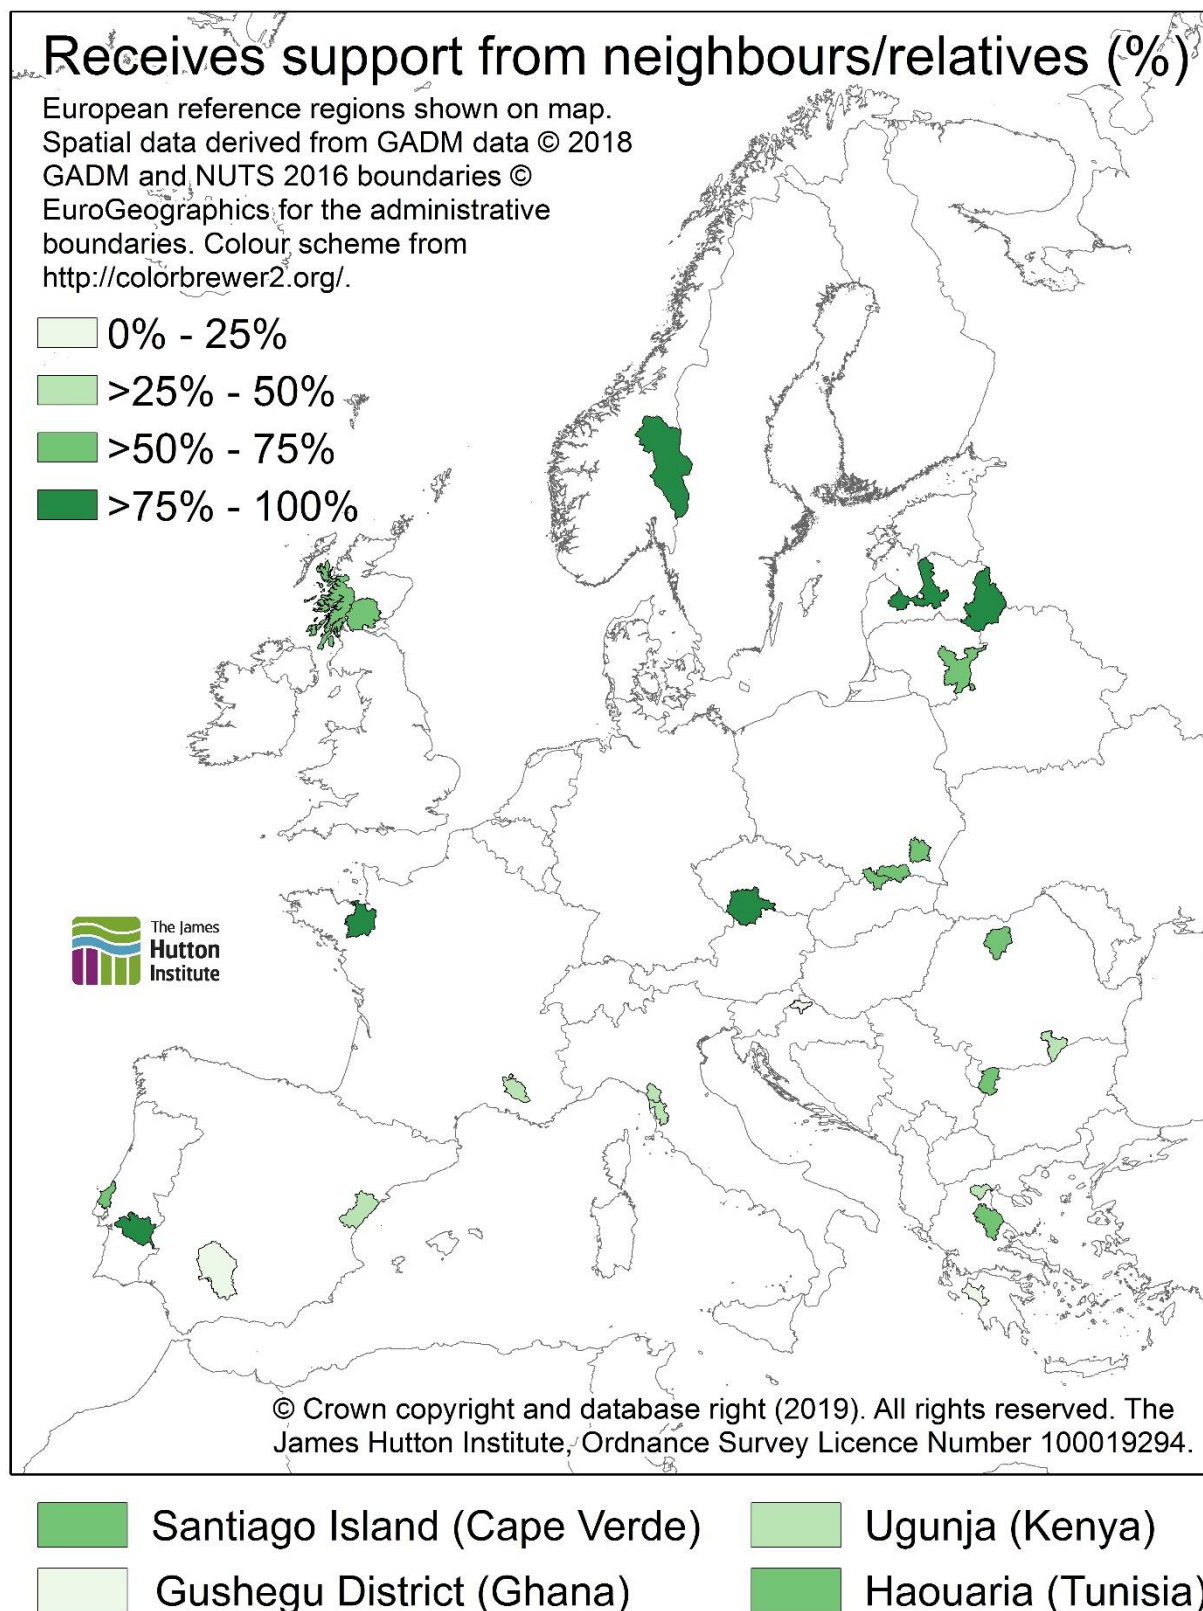 Receives support from neighbours/relatives (%)
European reference regions shown on map.
Spatial data derived from GADM data © 2018
GADM and NUTS 2016 boundaries ©
EuroGeographics for the administrative
boundaries. Colour scheme from
http://colorbrewer2.org/.
0% - 25%
>25% - 50%
>50% - 75%
>75% - 100%
The James
Hutton
Institute
© Crown copyright and database right (2019). All rights reserved. The
James Hutton Institute, Ordnance Survey Licence Number 100019294.
Santiago Island (Cape Verde)
Ugunja (Kenya)
Gushegu District (Ghana)
Haouaria (Tunisia)